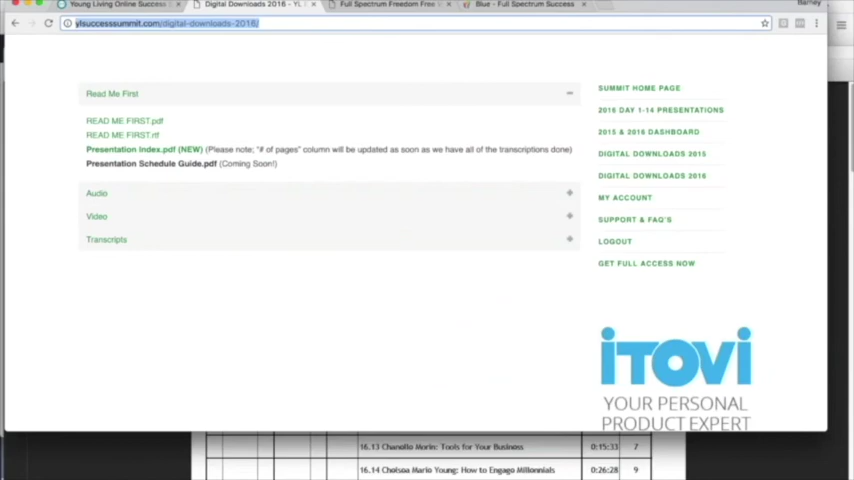 Young Living Online Success S
Digital Downloads 2016 - YL S
Full Spectrum Freedom Free V
Blue - Full Spectrum Success
Barney
ylsuccesssummit.com/digital-downloads-2016/
Read Me First
READ ME FIRST.pdf
READ ME FIRST.rtf
Presentation Index.pdf (NEW) (Please note; "# of pages" column will be updated as soon as we have all of the transcriptions done)
Presentation Schedule Guide.pdf (Coming Soon!)
Audio
Video
Transcripts
SUMMIT HOME PAGE
2016 DAY 1-14 PRESENTATIONS
2015 & 2016 DASHBOARD
DIGITAL DOWNLOADS 2015
DIGITAL DOWNLOADS 2016
MY ACCOUNT
SUPPORT & FAQ'S
LOGOUT
GET FULL ACCESS NOW
iTOVi
YOUR PERSONAL
PRODUCT EXPERT
16.13 Chanelle Morin: Tools for Your Business 0:15:33 7
16.14 Chelsea Marie Young: How to Engage Millennials 0:26:28 9